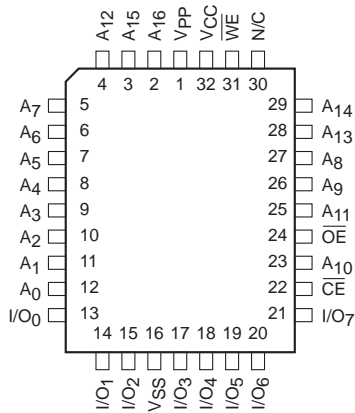 A12 A15 A16 VPP VCC WE N/C
4 3 2 1 32 31 30
A7 5 29 A14
A6 6 28 A13
A5 7 27 A8
A4 8 26 A9
A3 9 25 A11
A2 10 24 OE
A1 11 23 A10
A0 12 22 CE
I/O0 13 21 I/O7
14 15 16 17 18 19 20
I/O1 I/O2 VSS I/O3 I/O4 I/O5 I/O6